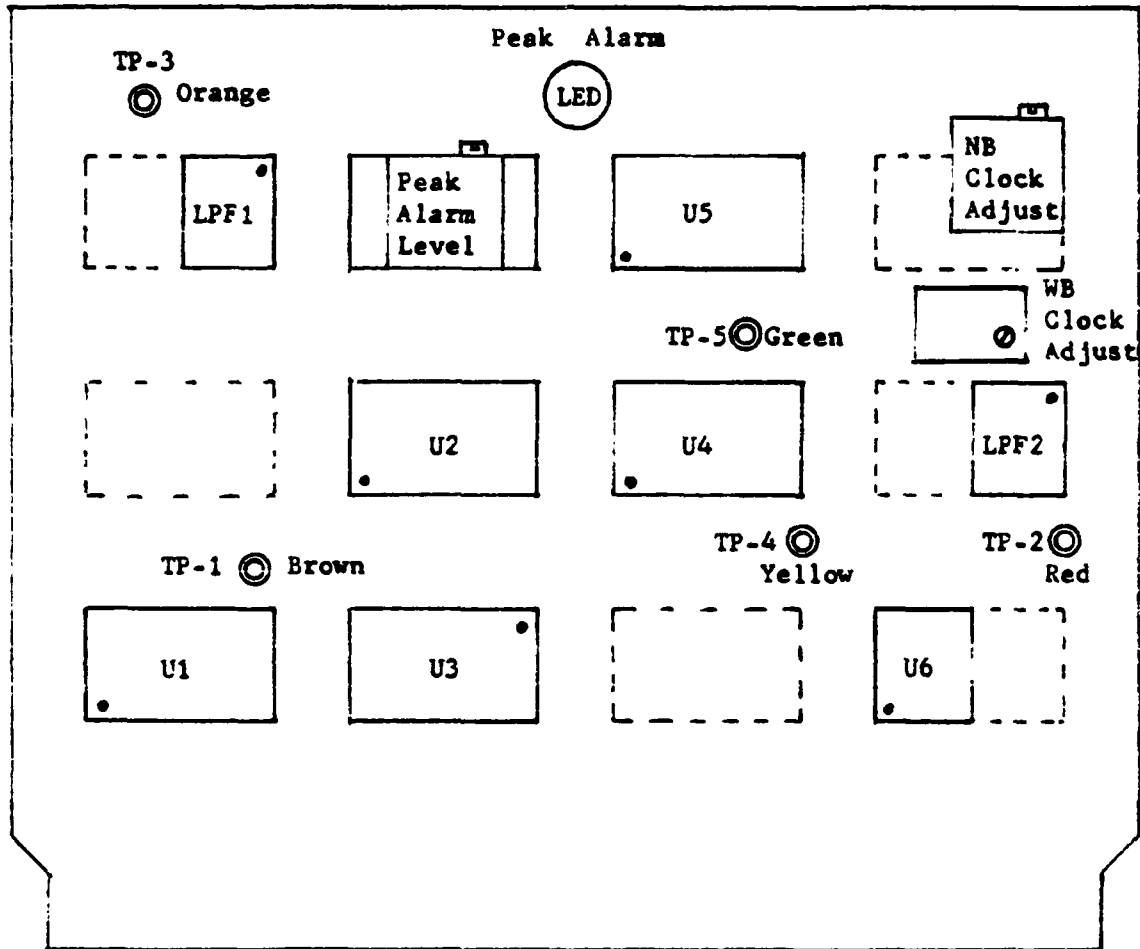 Peak Alarm
TP-3
Orange
LED
LPF1
Peak
Alarm
Level
U5
NB
Clock
Adjust
WB
Clock
Adjust
TP-5 Green
U2
U4
LPF2
TP-1 Brown
TP-4
Yellow
TP-2
Red
U1
U3
U6